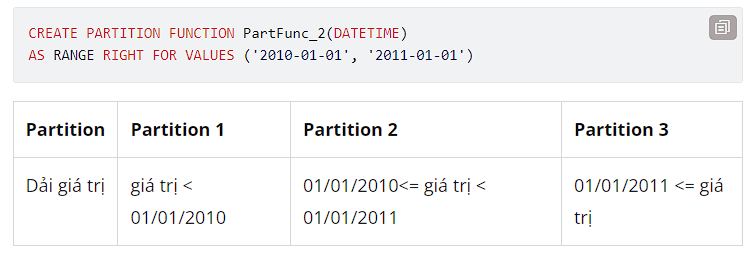 CREATE PARTITION FUNCTION PartFunc_2(DATETIME)
AS RANGE RIGHT FOR VALUES ('2010-01-01', '2011-01-01')
Partition Partition 1 Partition 2 Partition 3
Dải giá trị giá trị < 01/01/2010<= giá trị < 01/01/2011 <= giá
01/01/2010 01/01/2011 trị